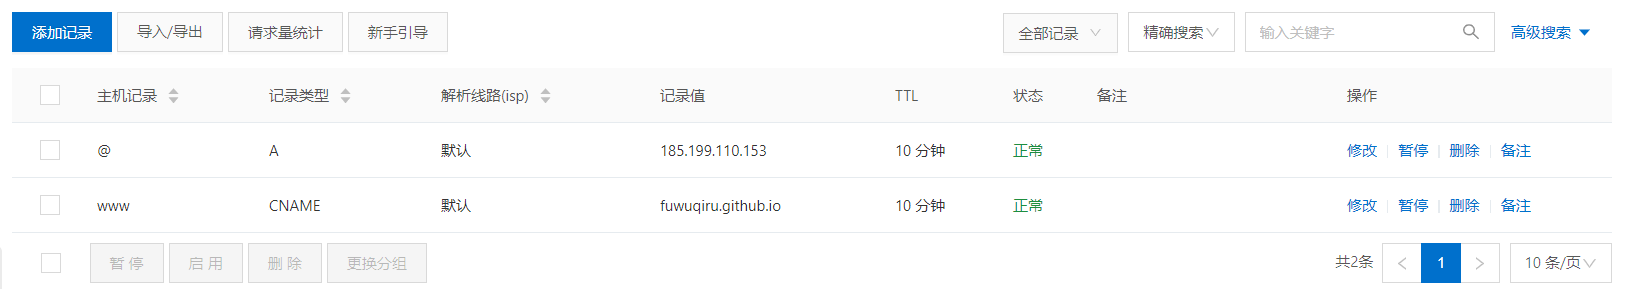 添加记录 导入/导出 请求量统计 新手引导 全部记录 精确搜索 输入关键字 高级搜索
主机记录 记录类型 解析线路(isp) 记录值 TTL 状态 备注 操作
@ A 默认 185.199.110.153 10 分钟 正常 修改 暂停 删除 备注
www CNAME 默认 fuwuqiru.github.io 10 分钟 正常 修改 暂停 删除 备注
暂停 启用 删除 更换分组 共2条 1 10 条/页